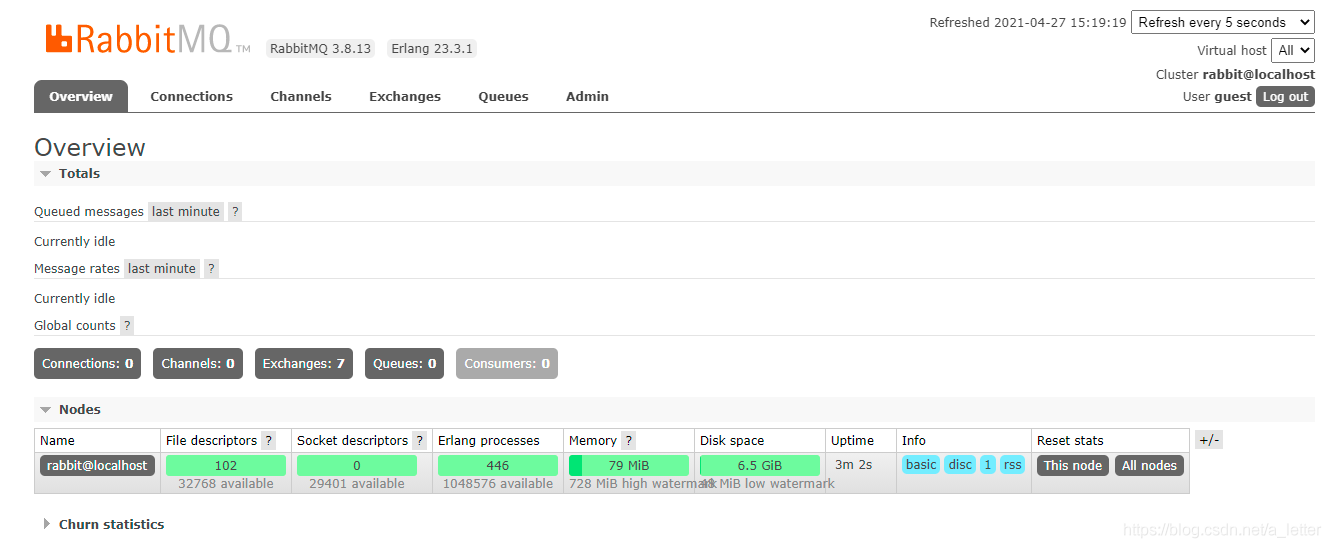 RabbitMQ TM RabbitMQ 3.8.13 Erlang 23.3.1
Refreshed 2021-04-27 15:19:19 Refresh every 5 seconds
Virtual host All
Cluster rabbit@localhost
User guest Log out
Overview Connections Channels Exchanges Queues Admin
Overview
Totals
Queued messages last minute ?
Currently idle
Message rates last minute ?
Currently idle
Global counts ?
Connections: 0 Channels: 0 Exchanges: 7 Queues: 0 Consumers: 0
Nodes
Name File descriptors ? Socket descriptors ? Erlang processes Memory ? Disk space Uptime Info Reset stats +/-
rabbit@localhost 102 0 446 79 MiB 6.5 GiB 3m 2s basic disc 1 rss This node All nodes
32768 available 29401 available 1048576 available 728 MiB high watermark 48 MiB low watermark
Churn statistics
https://blog.csdn.net/a_letter